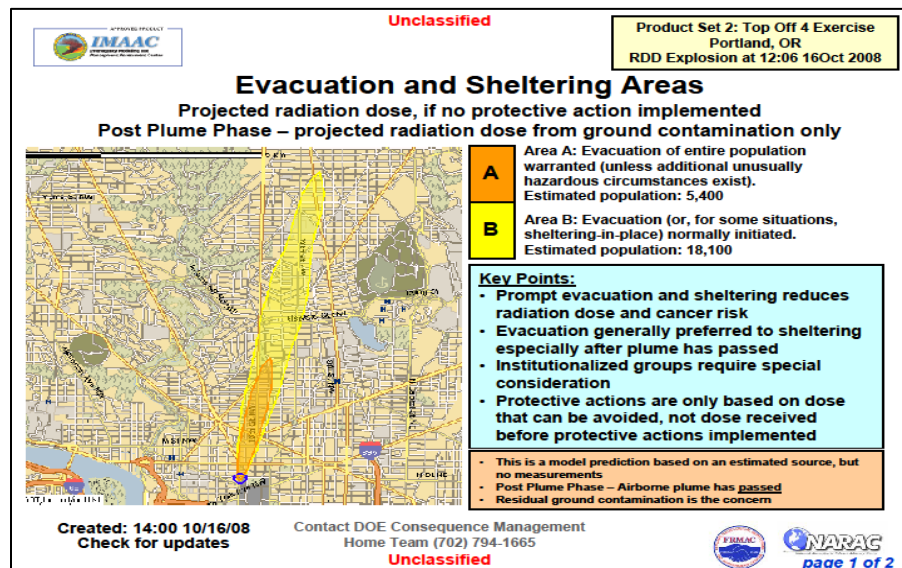 Unclassified
APPROVED PRODUCT
IMAAC
Product Set 2: Top Off 4 Exercise
Portland, OR
RDD Explosion at 12:06 16Oct 2008
Evacuation and Sheltering Areas
Projected radiation dose, if no protective action implemented
Post Plume Phase – projected radiation dose from ground contamination only
A
Area A: Evacuation of entire population
warranted (unless additional unusually
hazardous circumstances exist).
Estimated population: 5,400
B
Area B: Evacuation (or, for some situations,
sheltering-in-place) normally initiated.
Estimated population: 18,100
Key Points:
• Prompt evacuation and sheltering reduces
radiation dose and cancer risk
• Evacuation generally preferred to sheltering
especially after plume has passed
• Institutionalized groups require special
consideration
• Protective actions are only based on dose
that can be avoided, not dose received
before protective actions implemented
• This is a model prediction based on an estimated source, but
no measurements
• Post Plume Phase – Airborne plume has passed
• Residual ground contamination is the concern
Created: 14:00 10/16/08
Check for updates
Contact DOE Consequence Management
Home Team (702) 794-1665
Unclassified
FRMAC
NARAC
page 1 of 2